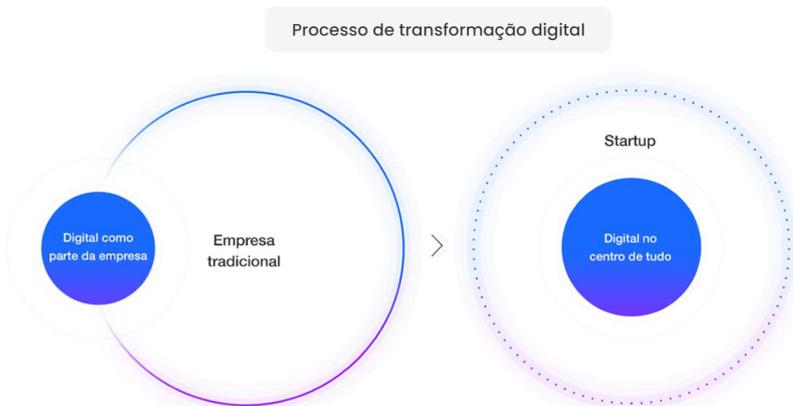 Processo de transformação digital
Digital como
parte da empresa
Empresa
tradicional
Startup
Digital no
centro de tudo